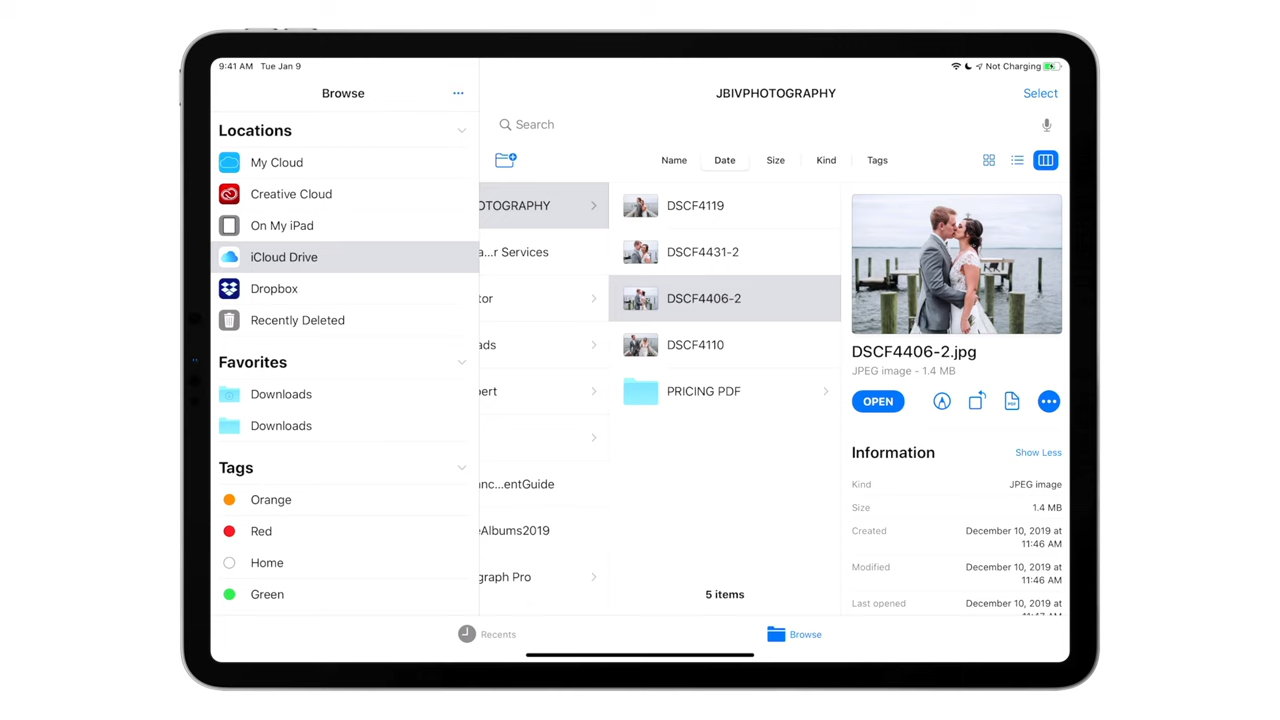 9:41 AM Tue Jan 9
Not Charging
Browse
Locations
My Cloud
Creative Cloud
On My iPad
iCloud Drive
Dropbox
Recently Deleted
Favorites
Downloads
Downloads
Tags
Orange
Red
Home
Green
JBIVPHOTOGRAPHY
Select
Search
Name Date Size Kind Tags
OTOGRAPHY
a...r Services
tor
ads
pert
nc...entGuide
eAlbums2019
graph Pro
DSCF4119
DSCF4431-2
DSCF4406-2
DSCF4110
PRICING PDF
5 items
DSCF4406-2.jpg
JPEG image - 1.4 MB
OPEN
PDF
Information Show Less
Kind JPEG image
Size 1.4 MB
Created December 10, 2019 at
11:46 AM
Modified December 10, 2019 at
11:46 AM
Last opened December 10, 2019 at
Recents
Browse